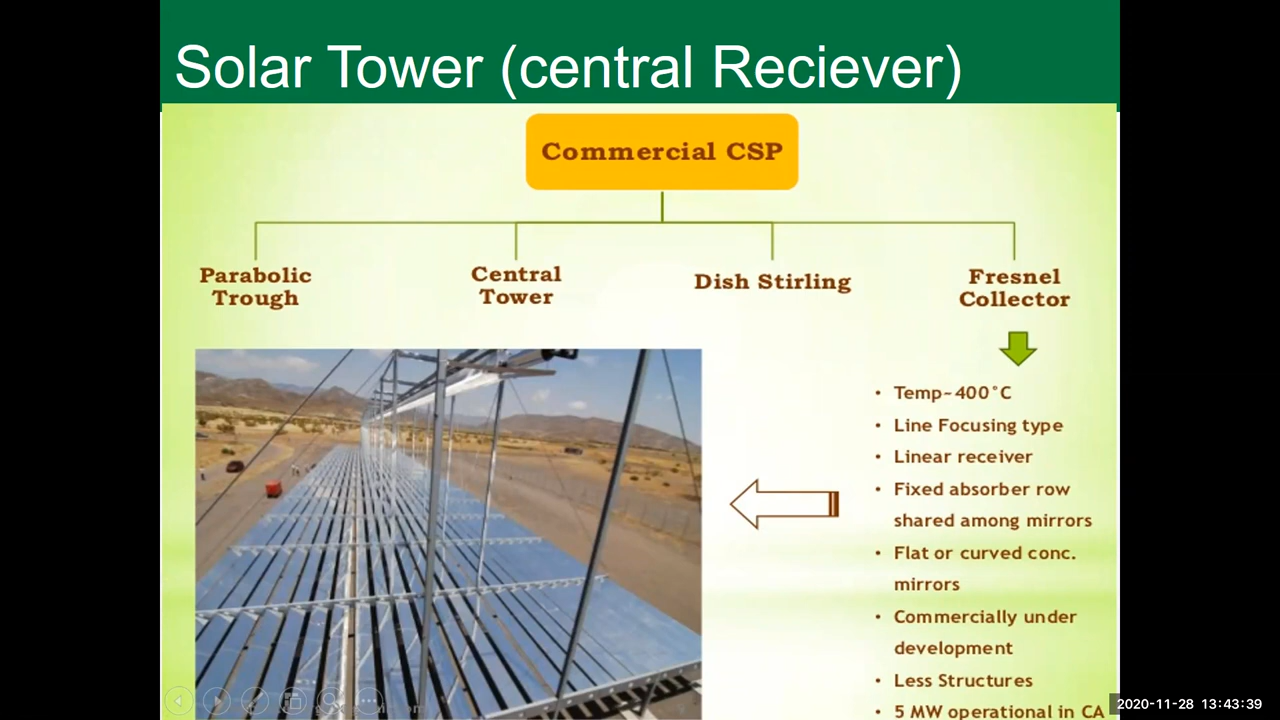 Solar Tower (central Reciever)
Commercial CSP
Parabolic
Trough
Central
Tower
Dish Stirling
Fresnel
Collector
• Temp~400°C
• Line Focusing type
• Linear receiver
• Fixed absorber row
shared among mirrors
• Flat or curved conc.
mirrors
• Commercially under
development
• Less Structures
• 5 MW operational in CA
2020-11-28 13:43:39